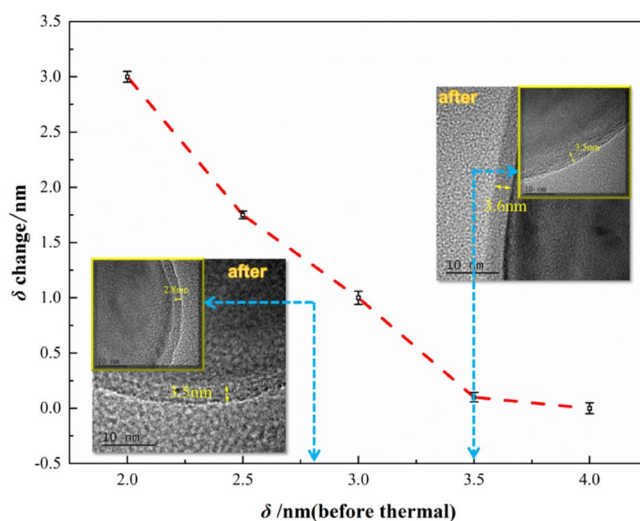 3.5
3.0
2.5
2.0
1.5
1.0
0.5
0.0
-0.5
δ change/nm
after
3.5nm
10 nm
3.6nm
10 nm
after
2.8nm
10 nm
3.5nm
10 nm
2.0
2.5
3.0
3.5
4.0
δ /nm(before thermal)